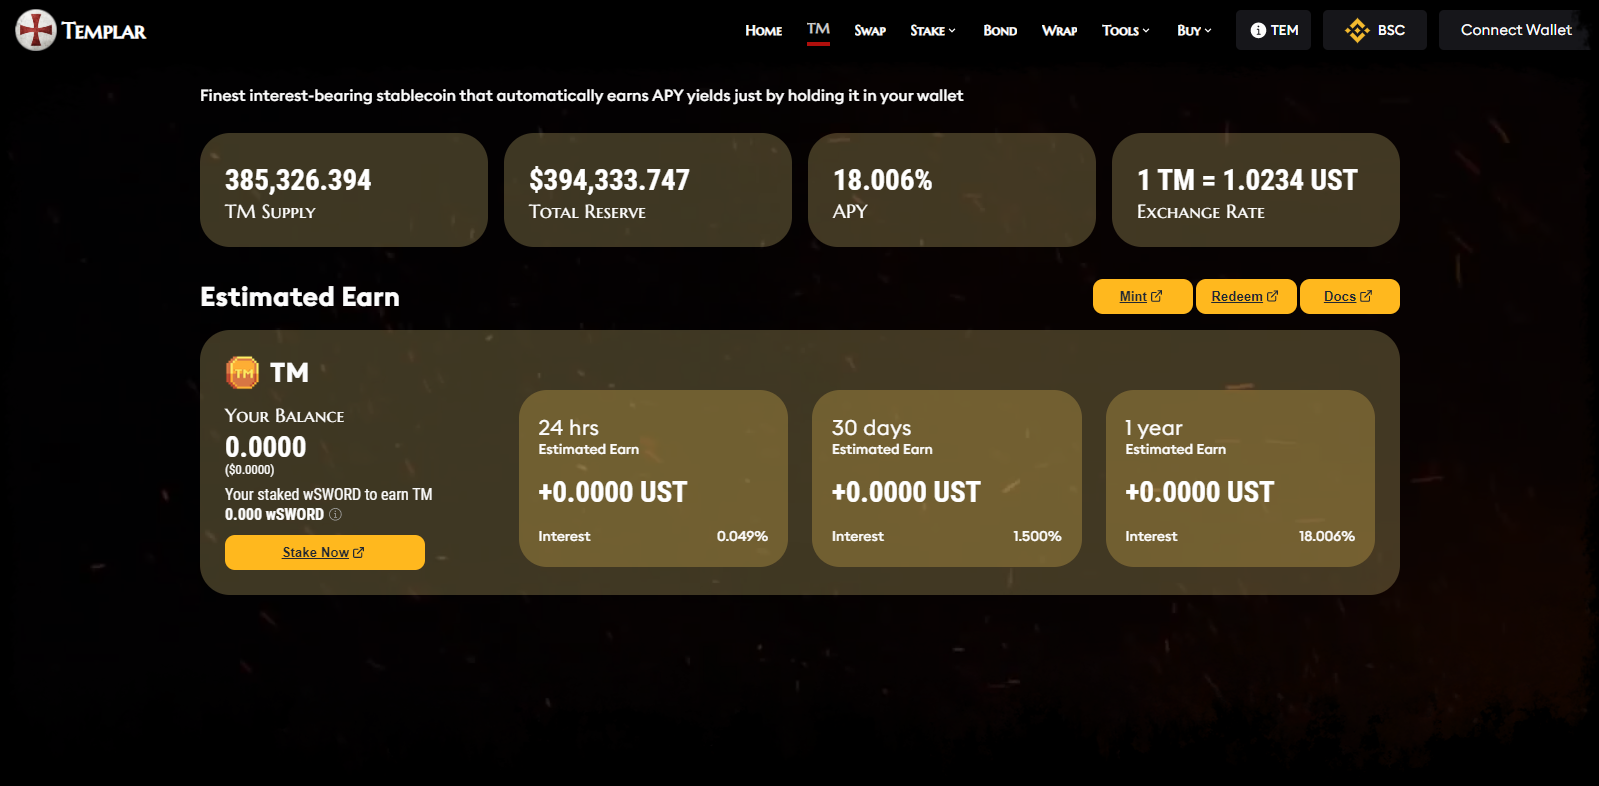 Templar
Home TM Swap Stake Bond Wrap Tools Buy TEM BSC Connect Wallet
Finest interest-bearing stablecoin that automatically earns APY yields just by holding it in your wallet
385,326.394 $394,333.747 18.006% 1 TM = 1.0234 UST
TM Supply Total Reserve APY Exchange Rate
Estimated Earn Mint Redeem Docs
TM TM
Your Balance
0.0000
($0.0000)
Your staked wSWORD to earn TM
0.000 wSWORD
Stake Now
24 hrs
Estimated Earn
+0.0000 UST
Interest 0.049%
30 days
Estimated Earn
+0.0000 UST
Interest 1.500%
1 year
Estimated Earn
+0.0000 UST
Interest 18.006%